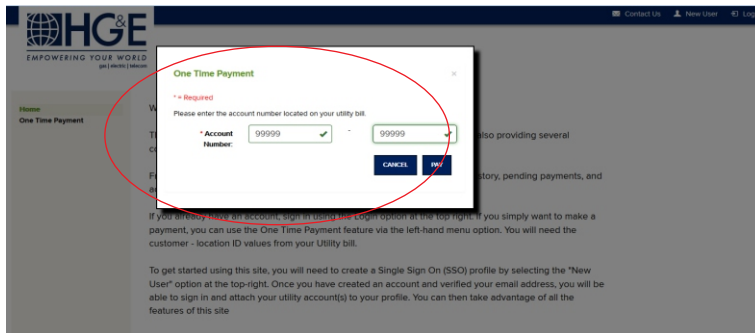 HG&E
EMPOWERING YOUR WORLD
gas | electric | telecom
Contact Us
New User
Log
Home
One Time Payment
One Time Payment
×
* = Required
Please enter the account number located on your utility bill.
* Account
Number:
99999
-
99999
CANCEL
PAY
also providing several
story, pending payments, and
If you already have an account, sign in using the Login option at the top right. If you simply want to make a
payment, you can use the One Time Payment feature via the left-hand menu option. You will need the
customer - location ID values from your Utility bill.
To get started using this site, you will need to create a Single Sign On (SSO) profile by selecting the "New
User" option at the top-right. Once you have created an account and verified your email address, you will be
able to sign in and attach your utility account(s) to your profile. You can then take advantage of all the
features of this site